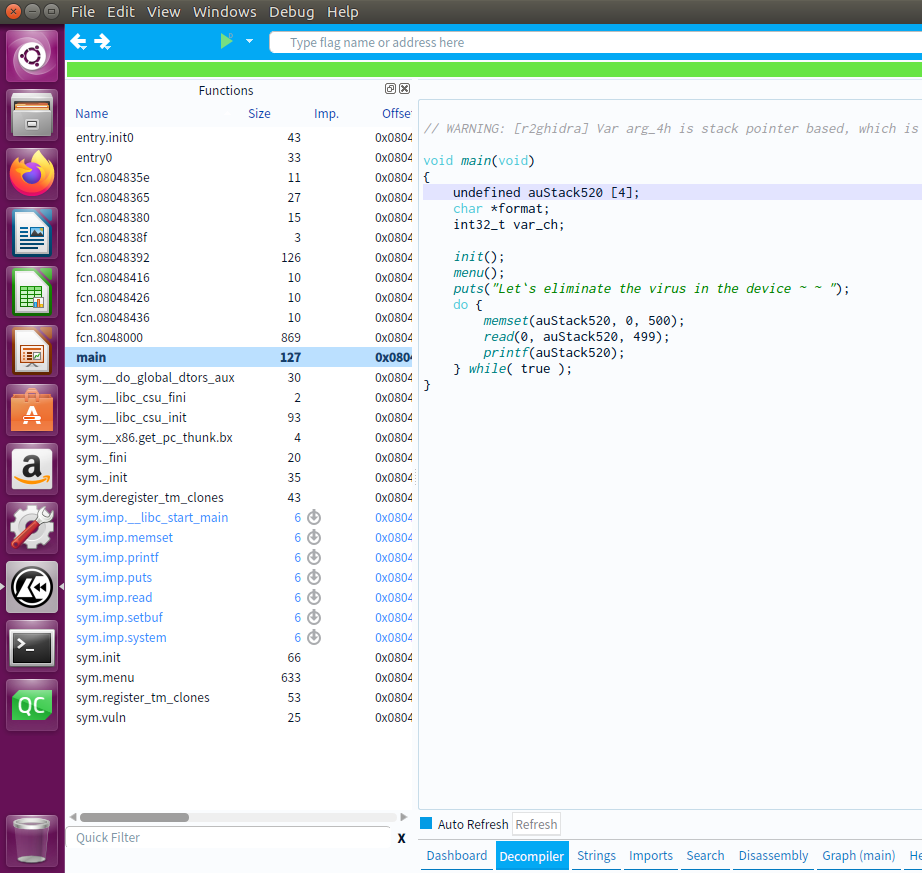 File Edit View Windows Debug Help
Type flag name or address here
Functions
Name Size Imp. Offse
entry.init0 43 0x0804
entry0 33 0x0804
fcn.0804835e 11 0x0804
fcn.08048365 27 0x0804
fcn.08048380 15 0x0804
fcn.0804838f 3 0x0804
fcn.08048392 126 0x0804
fcn.08048416 10 0x0804
fcn.08048426 10 0x0804
fcn.08048436 10 0x0804
fcn.8048000 869 0x0804
main 127 0x0804
sym.__do_global_dtors_aux 30 0x0804
sym.__libc_csu_fini 2 0x0804
sym.__libc_csu_init 93 0x0804
sym.__x86.get_pc_thunk.bx 4 0x0804
sym._fini 20 0x0804
sym._init 35 0x0804
sym.deregister_tm_clones 43 0x0804
sym.imp.__libc_start_main 6 0x0804
sym.imp.memset 6 0x0804
sym.imp.printf 6 0x0804
sym.imp.puts 6 0x0804
sym.imp.read 6 0x0804
sym.imp.setbuf 6 0x0804
sym.imp.system 6 0x0804
sym.init 66 0x0804
sym.menu 633 0x0804
sym.register_tm_clones 53 0x0804
sym.vuln 25 0x0804
Quick Filter X
// WARNING: [r2ghidra] Var arg_4h is stack pointer based, which is
void main(void)
{
undefined auStack520 [4];
char *format;
int32_t var_ch;
init();
menu();
puts("Let`s eliminate the virus in the device ~ ~ ");
do {
memset(auStack520, 0, 500);
read(0, auStack520, 499);
printf(auStack520);
} while( true );
}
Auto Refresh Refresh
Dashboard Decompiler Strings Imports Search Disassembly Graph (main) He
A
a
>_
QC